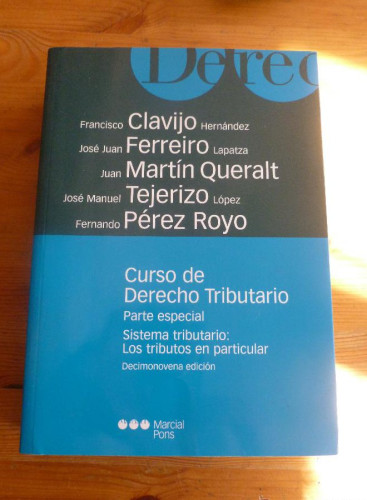 Derec
Francisco Clavijo Hernández
José Juan Ferreiro Lapatza
Juan Martín Queralt
José Manuel Tejerizo López
Fernando Pérez Royo
Curso de
Derecho Tributario
Parte especial
Sistema tributario:
Los tributos en particular
Decimonovena edición
Marcial
Pons